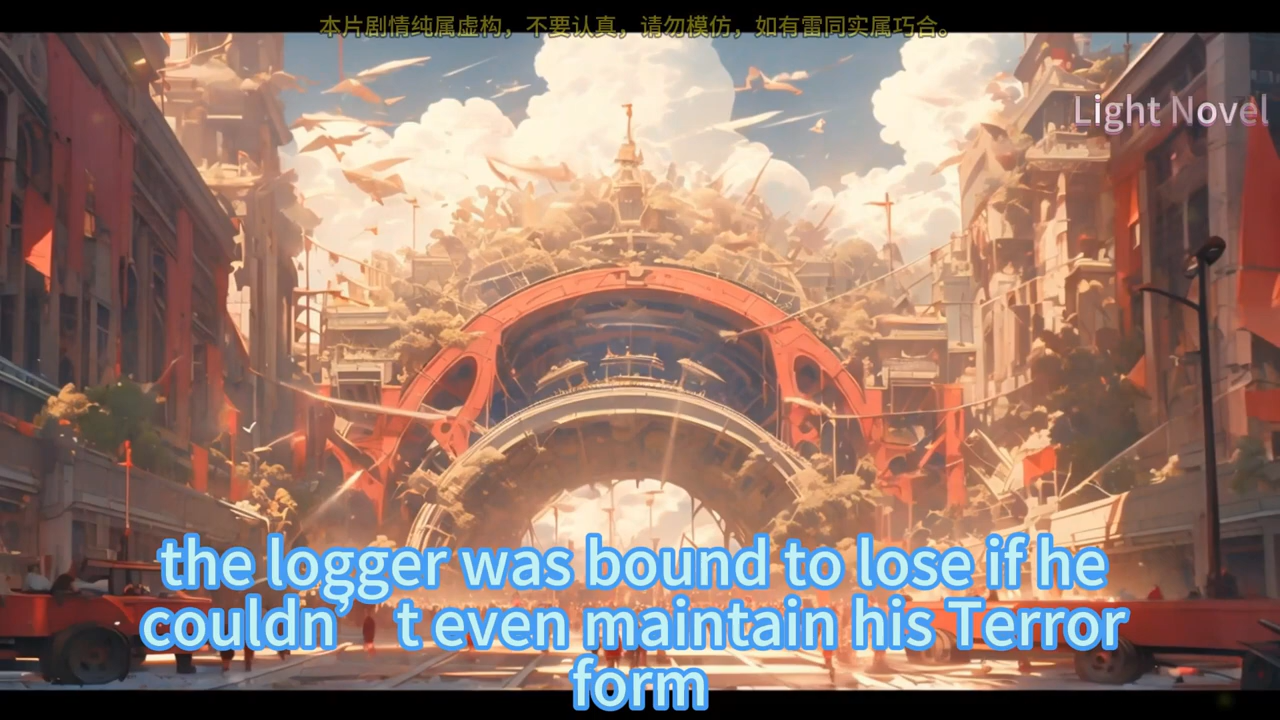 本片剧情纯属虚构，不要认真，请勿模仿，如有雷同实属巧合。
Light Novel
the logger was bound to lose if he
couldn’t even maintain his Terror
form